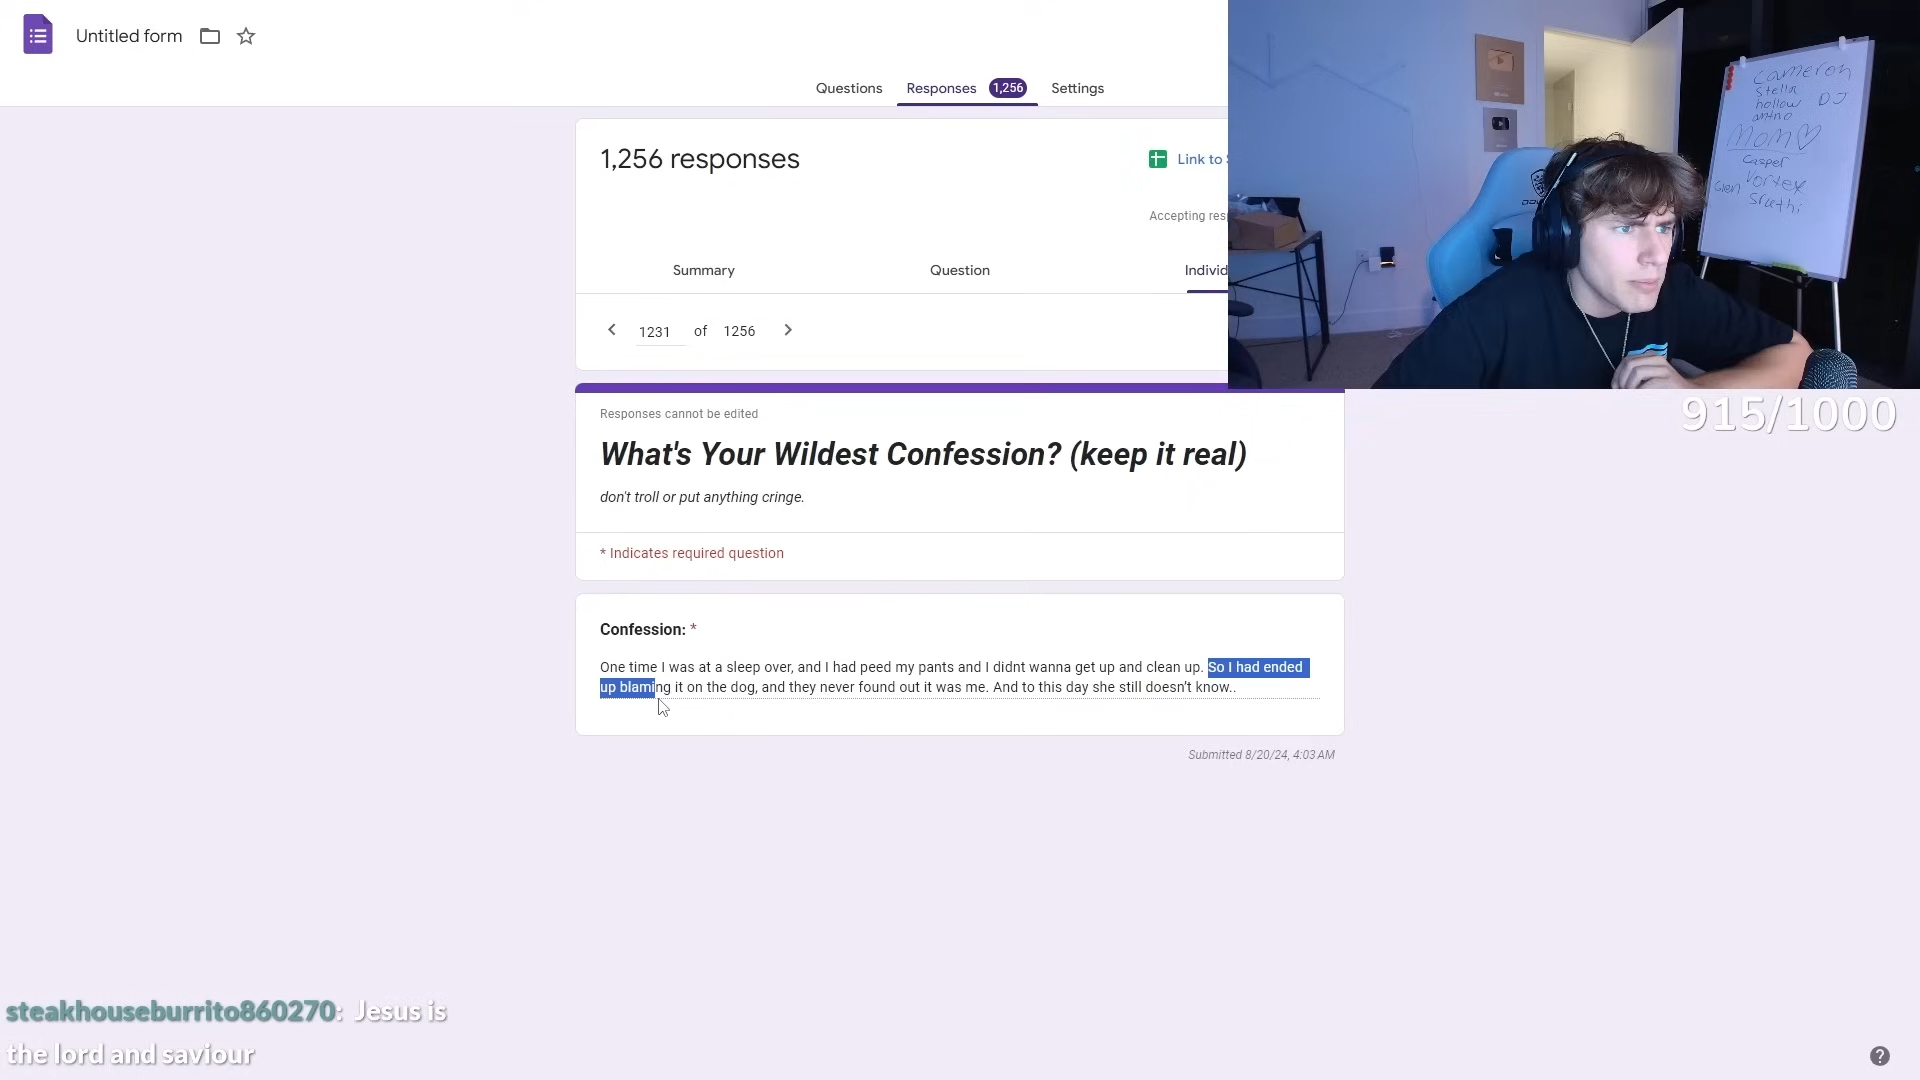 Untitled form
Questions Responses 1,256 Settings
1,256 responses
Link to S
Accepting resp
Summary Question Individ
1231 of 1256
Responses cannot be edited
What's Your Wildest Confession? (keep it real)
don't troll or put anything cringe.
* Indicates required question
Confession: *
One time I was at a sleep over, and I had peed my pants and I didnt wanna get up and clean up. So I had ended
up blaming it on the dog, and they never found out it was me. And to this day she still doesn’t know..
Submitted 8/20/24, 4:03 AM
cameron
Stella
hollow DJ
MOM♡
Casper
Vortex
Sruthi
915/1000
steakhouseburrito860270: Jesus is
the lord and saviour